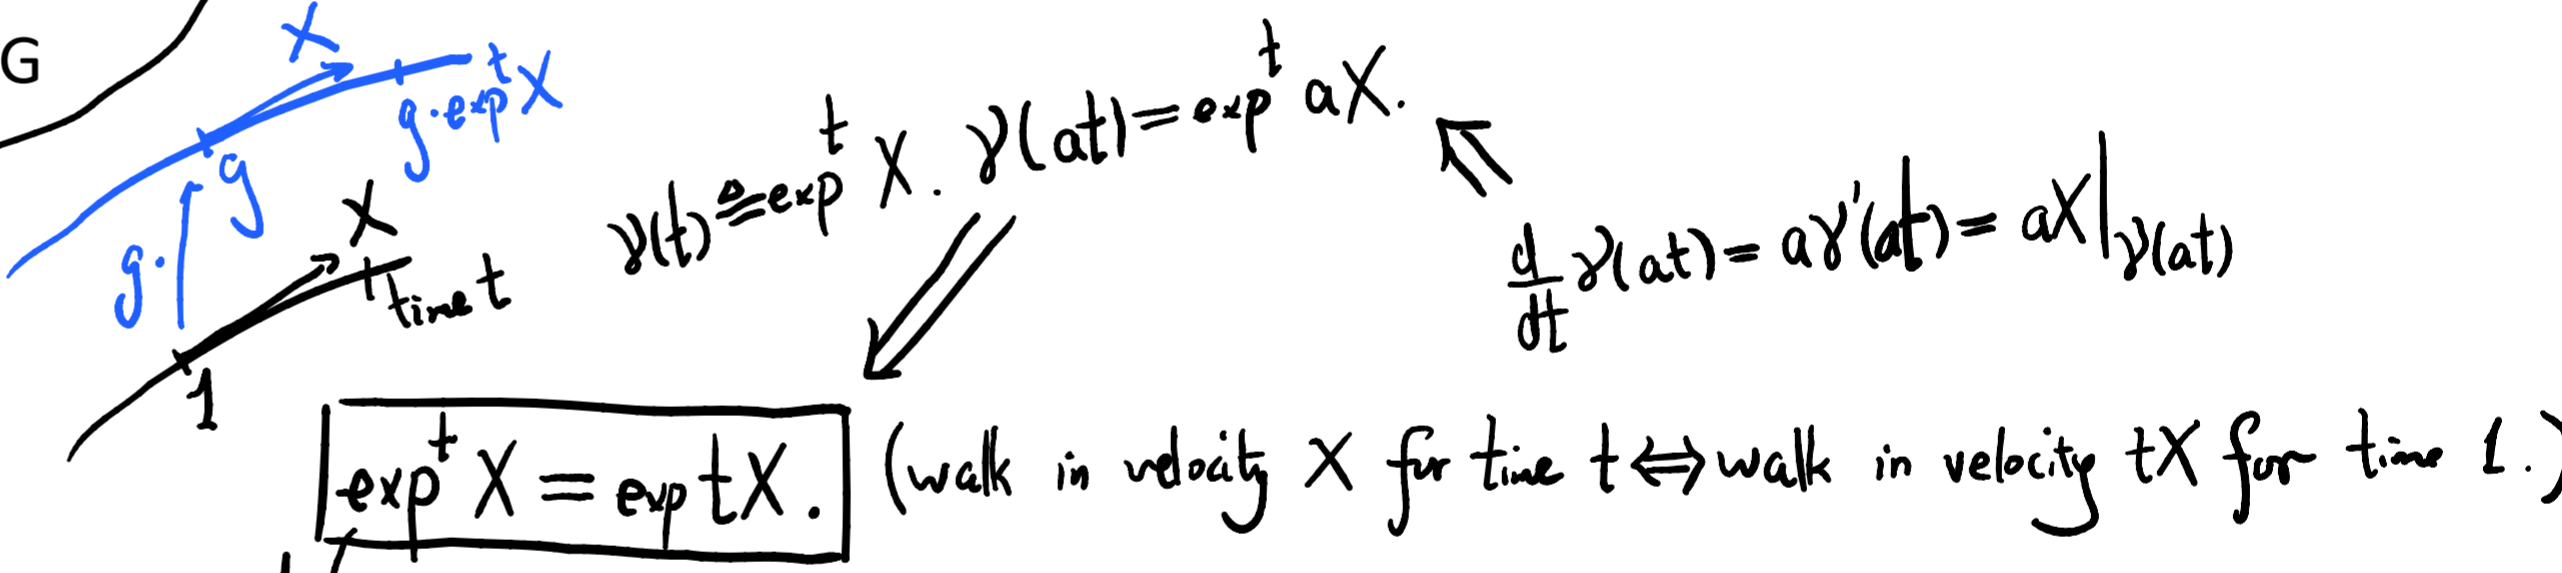 G
X
g·exp^t X
g
g·
X
time t
1
γ(t) ≜ exp^t X. γ(at) = exp^t aX.
d/dt γ(at) = aγ'(at) = aX|_γ(at)
exp^t X = exp tX. (walk in velocity X for time t ⟺ walk in velocity tX for time 1.)